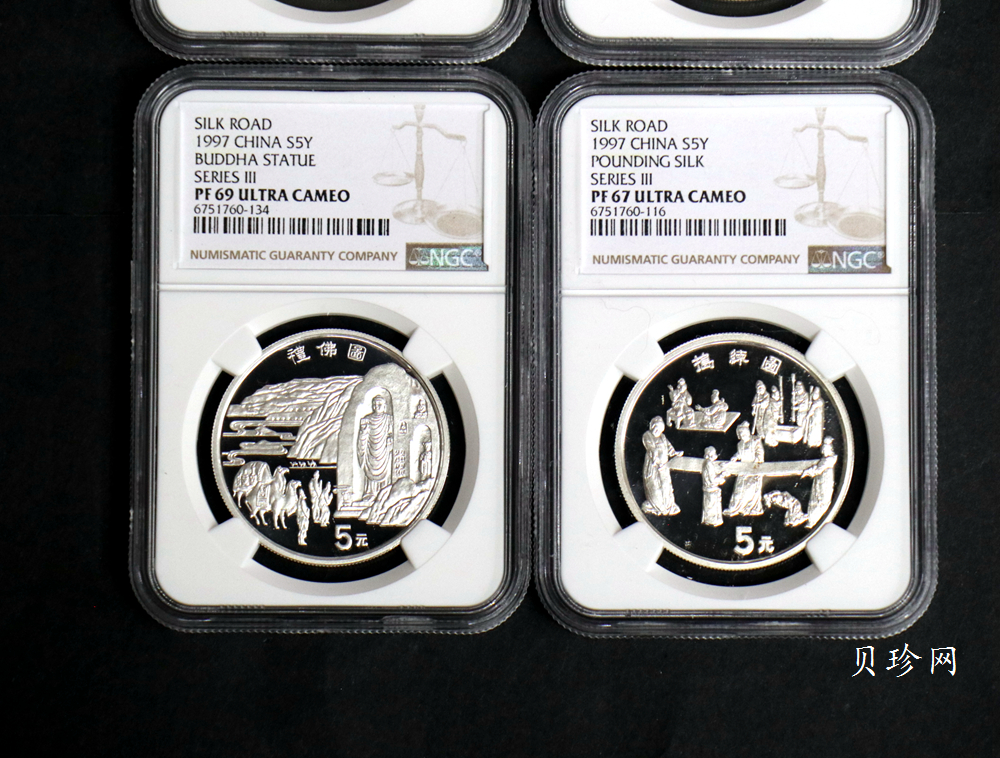 SILK ROAD
1997 CHINA S5Y
BUDDHA STATUE
SERIES III
PF 69 ULTRA CAMEO
6751760-134
NUMISMATIC GUARANTY COMPANY
NGC
禮佛圖
5元
SILK ROAD
1997 CHINA S5Y
POUNDING SILK
SERIES III
PF 67 ULTRA CAMEO
6751760-116
NUMISMATIC GUARANTY COMPANY
NGC
搗練圖
5元
贝珍网